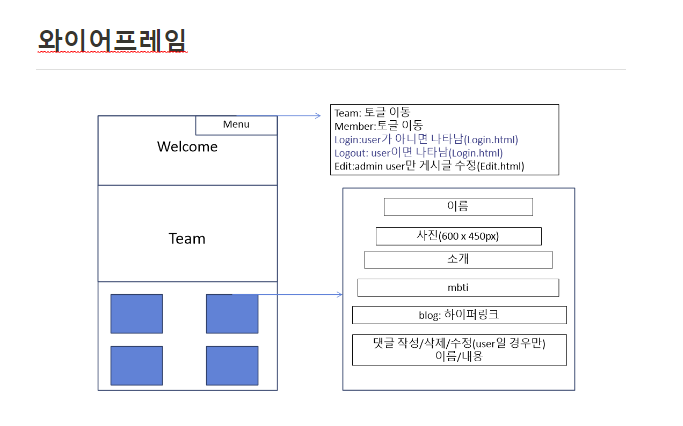 와이어프레임
Menu
Welcome
Team
Team: 토글 이동
Member:토글 이동
Login:user가 아니면 나타남(Login.html)
Logout: user이면 나타남(Login.html)
Edit:admin user만 게시글 수정(Edit.html)
이름
사진(600 x 450px)
소개
mbti
blog: 하이퍼링크
댓글 작성/삭제/수정(user일 경우만)
이름/내용